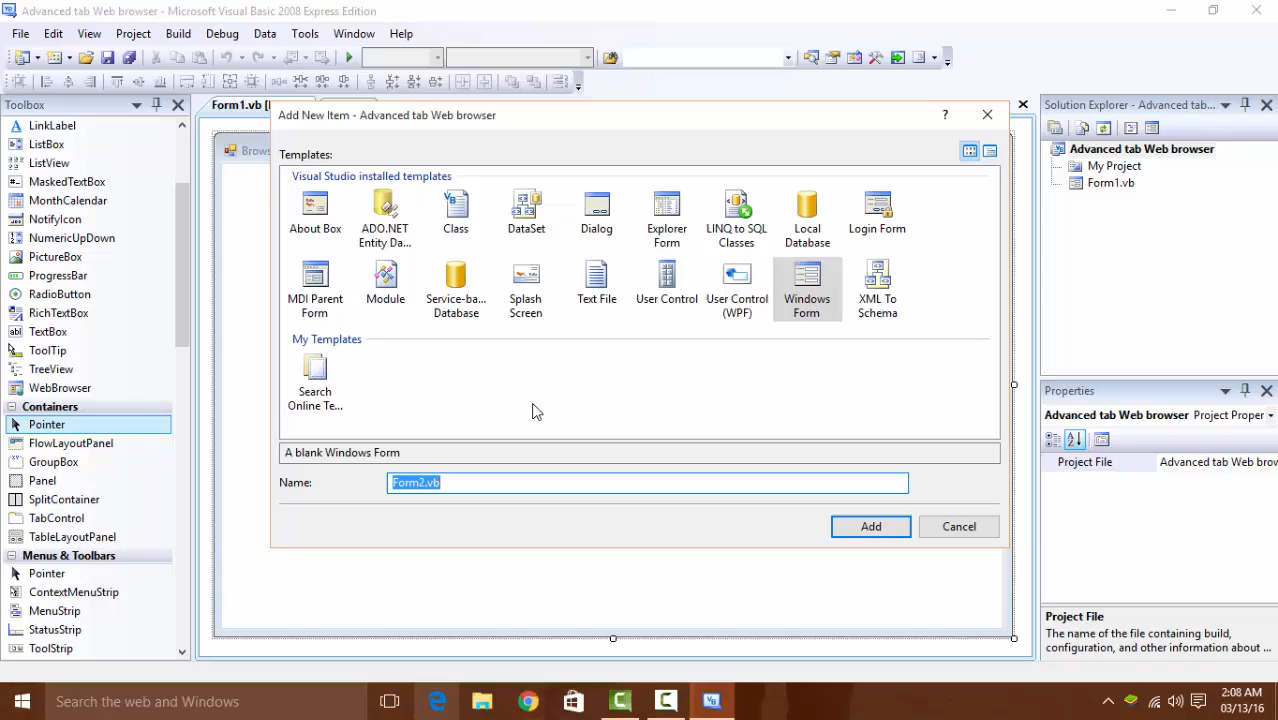 Advanced tab Web browser - Microsoft Visual Basic 2008 Express Edition
File Edit View Project Build Debug Data Tools Window Help
Toolbox
LinkLabel
ListBox
ListView
MaskedTextBox
MonthCalendar
NotifyIcon
NumericUpDown
PictureBox
ProgressBar
RadioButton
RichTextBox
TextBox
ToolTip
TreeView
WebBrowser
Containers
Pointer
FlowLayoutPanel
GroupBox
Panel
SplitContainer
TabControl
TableLayoutPanel
Menus & Toolbars
Pointer
ContextMenuStrip
MenuStrip
StatusStrip
ToolStrip
Form1.vb [
Brows
Add New Item - Advanced tab Web browser
?
Templates:
Visual Studio installed templates
About Box
ADO.NET
Entity Da...
Class
DataSet
Dialog
Explorer
Form
LINQ to SQL
Classes
Local
Database
Login Form
MDI Parent
Form
Module
Service-ba...
Database
Splash
Screen
Text File
User Control
User Control
(WPF)
Windows
Form
XML To
Schema
My Templates
Search
Online Te...
A blank Windows Form
Name: Form2.vb
Add Cancel
Solution Explorer - Advanced tab...
Advanced tab Web browser
My Project
Form1.vb
Properties
Advanced tab Web browser Project Proper
Project File Advanced tab Web brow
Project File
The name of the file containing build,
configuration, and other information about ...
Search the web and Windows
2:08 AM
03/13/16